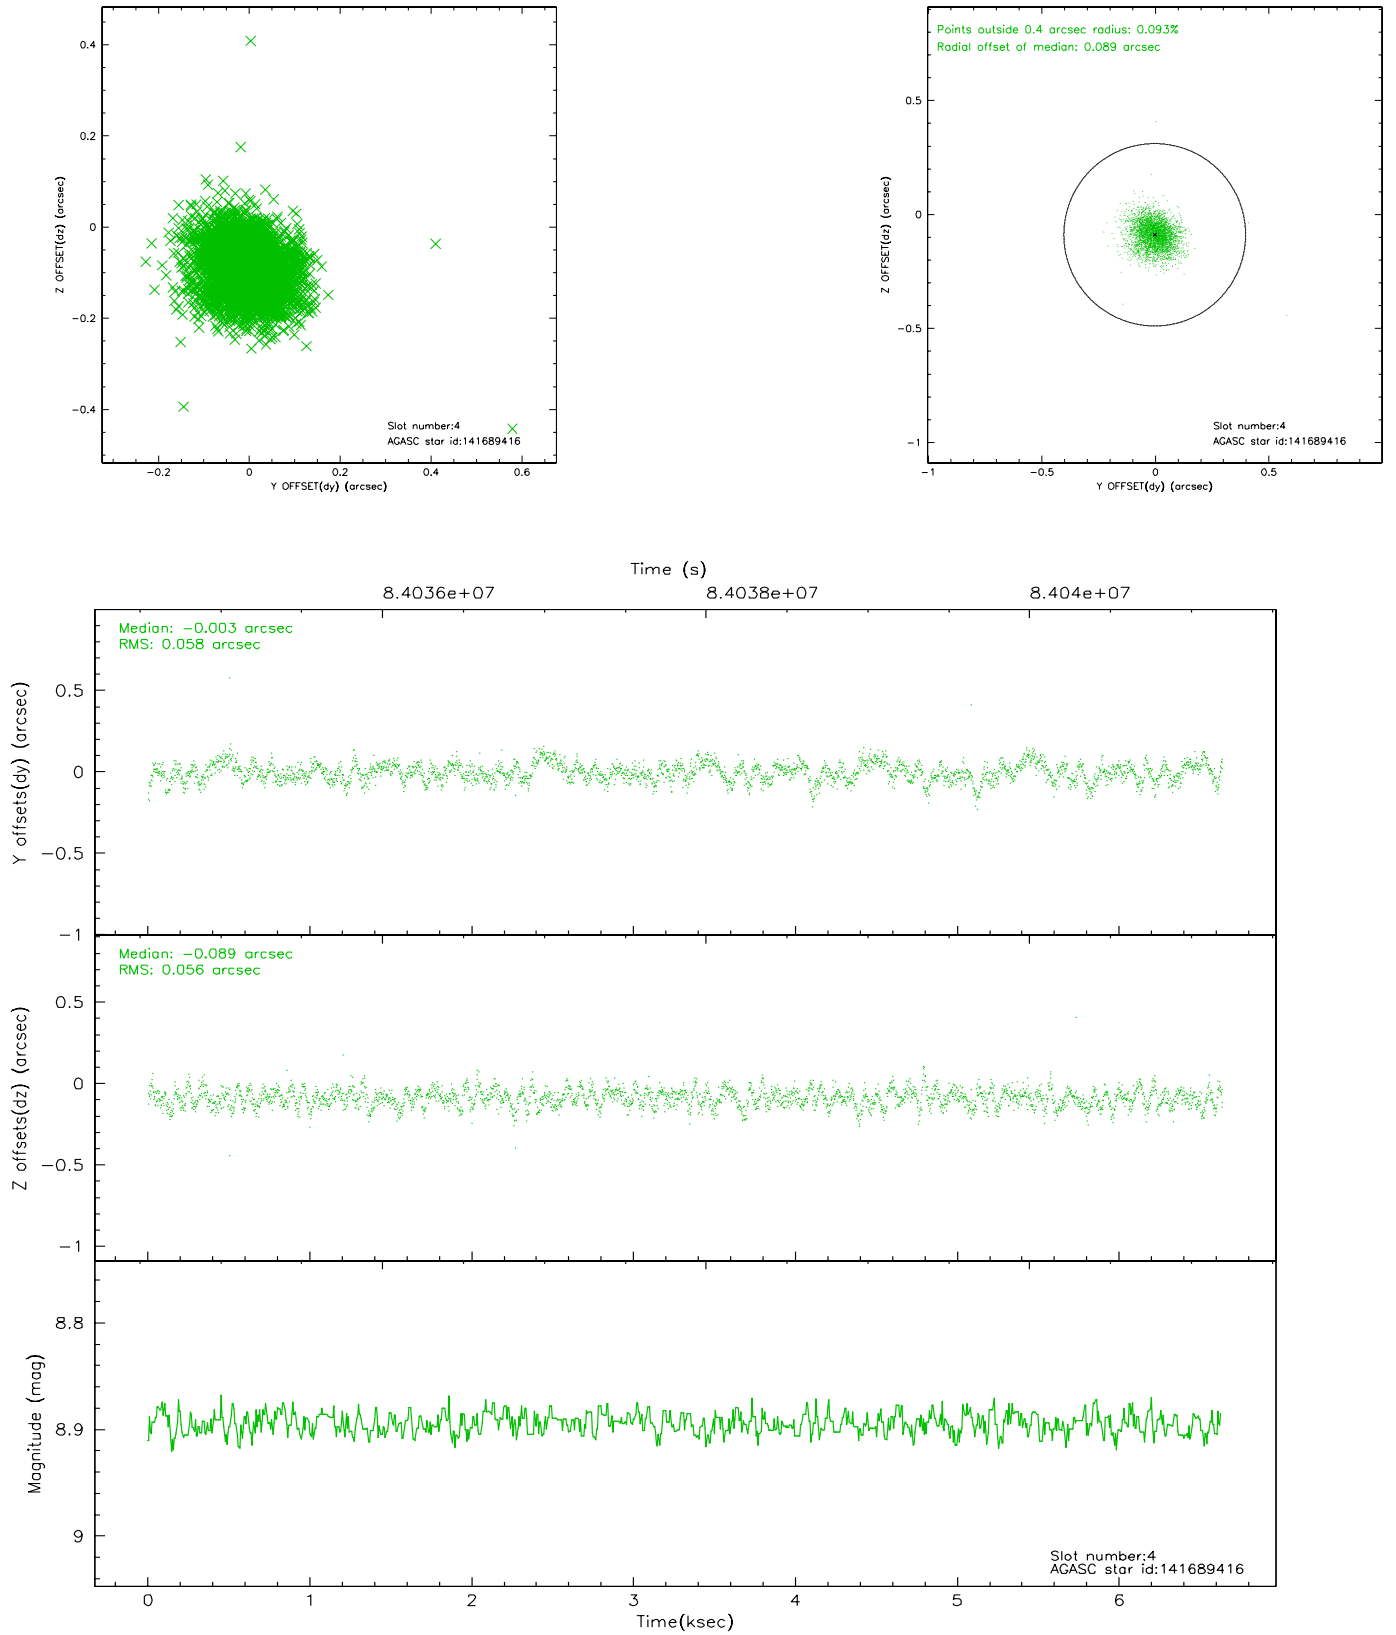 0.4
0.2
0
−0.2
−0.4
Z OFFSET(dz) (arcsec)
Slot number:4
AGASC star id:141689416
−0.2 0 0.2 0.4 0.6
Y OFFSET(dy) (arcsec)
Points outside 0.4 arcsec radius: 0.093%
Radial offset of median: 0.089 arcsec
0.5
0
−0.5
−1
Z OFFSET(dz) (arcsec)
Slot number:4
AGASC star id:141689416
−1 −0.5 0 0.5
Y OFFSET(dy) (arcsec)
Time (s)
8.4036e+07 8.4038e+07 8.404e+07
Median: −0.003 arcsec
RMS: 0.058 arcsec
0.5
0
−0.5
−1
Y offsets(dy) (arcsec)
Median: −0.089 arcsec
RMS: 0.056 arcsec
0.5
0
−0.5
−1
Z offsets(dz) (arcsec)
8.8
8.9
9
Magnitude (mag)
Slot number:4
AGASC star id:141689416
0 1 2 3 4 5 6
Time(ksec)